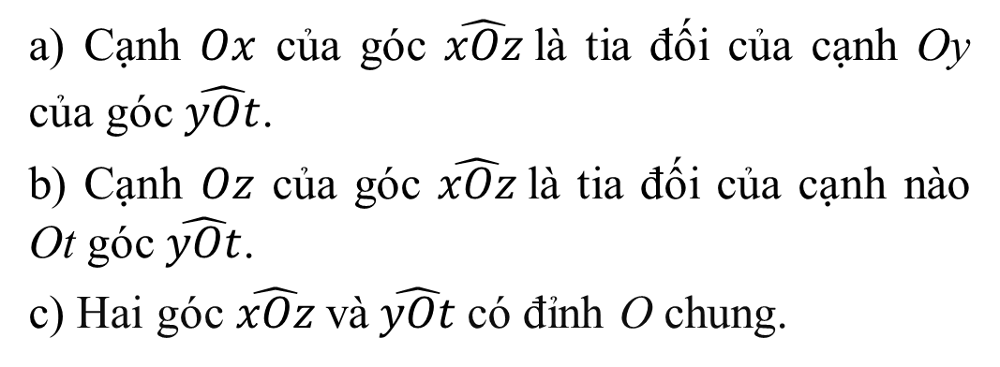 a) Cạnh Ox của góc \widehat{xOz} là tia đối của cạnh Oy
của góc \widehat{yOt}.
b) Cạnh Oz của góc \widehat{xOz} là tia đối của cạnh nào
Ot góc \widehat{yOt}.
c) Hai góc \widehat{xOz} và \widehat{yOt} có đỉnh O chung.